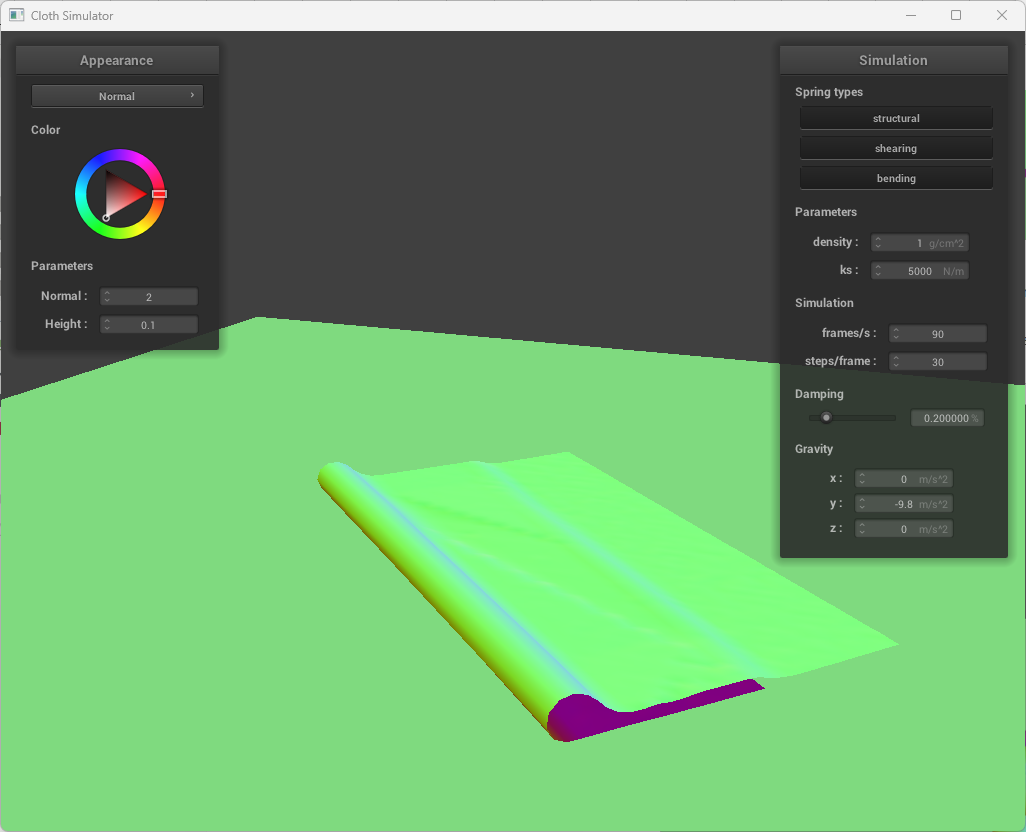 Cloth Simulator
Appearance
Normal
Color
Parameters
Normal : 2
Height : 0.1
Simulation
Spring types
structural
shearing
bending
Parameters
density : 1 g/cm^2
ks : 5000 N/m
Simulation
frames/s : 90
steps/frame : 30
Damping
0.200000 %
Gravity
x : 0 m/s^2
y : -9.8 m/s^2
z : 0 m/s^2